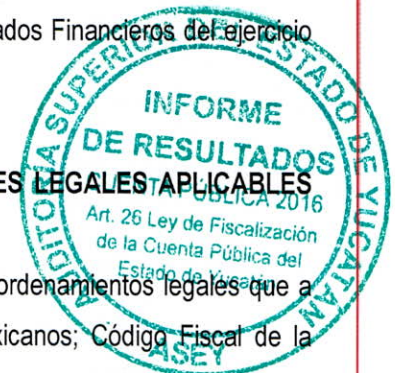 ados Financieros del ejercicio
AUDITORÍA SUPERIOR DEL ESTADO DE YUCATÁN
INFORME
DE RESULTADOS
CUENTA PÚBLICA 2016
Art. 26 Ley de Fiscalización
de la Cuenta Pública del
Estado de Yucatán
ASEY
ES LEGALES APLICABLES
ordenamientos legales que a
xicanos; Código Fiscal de la